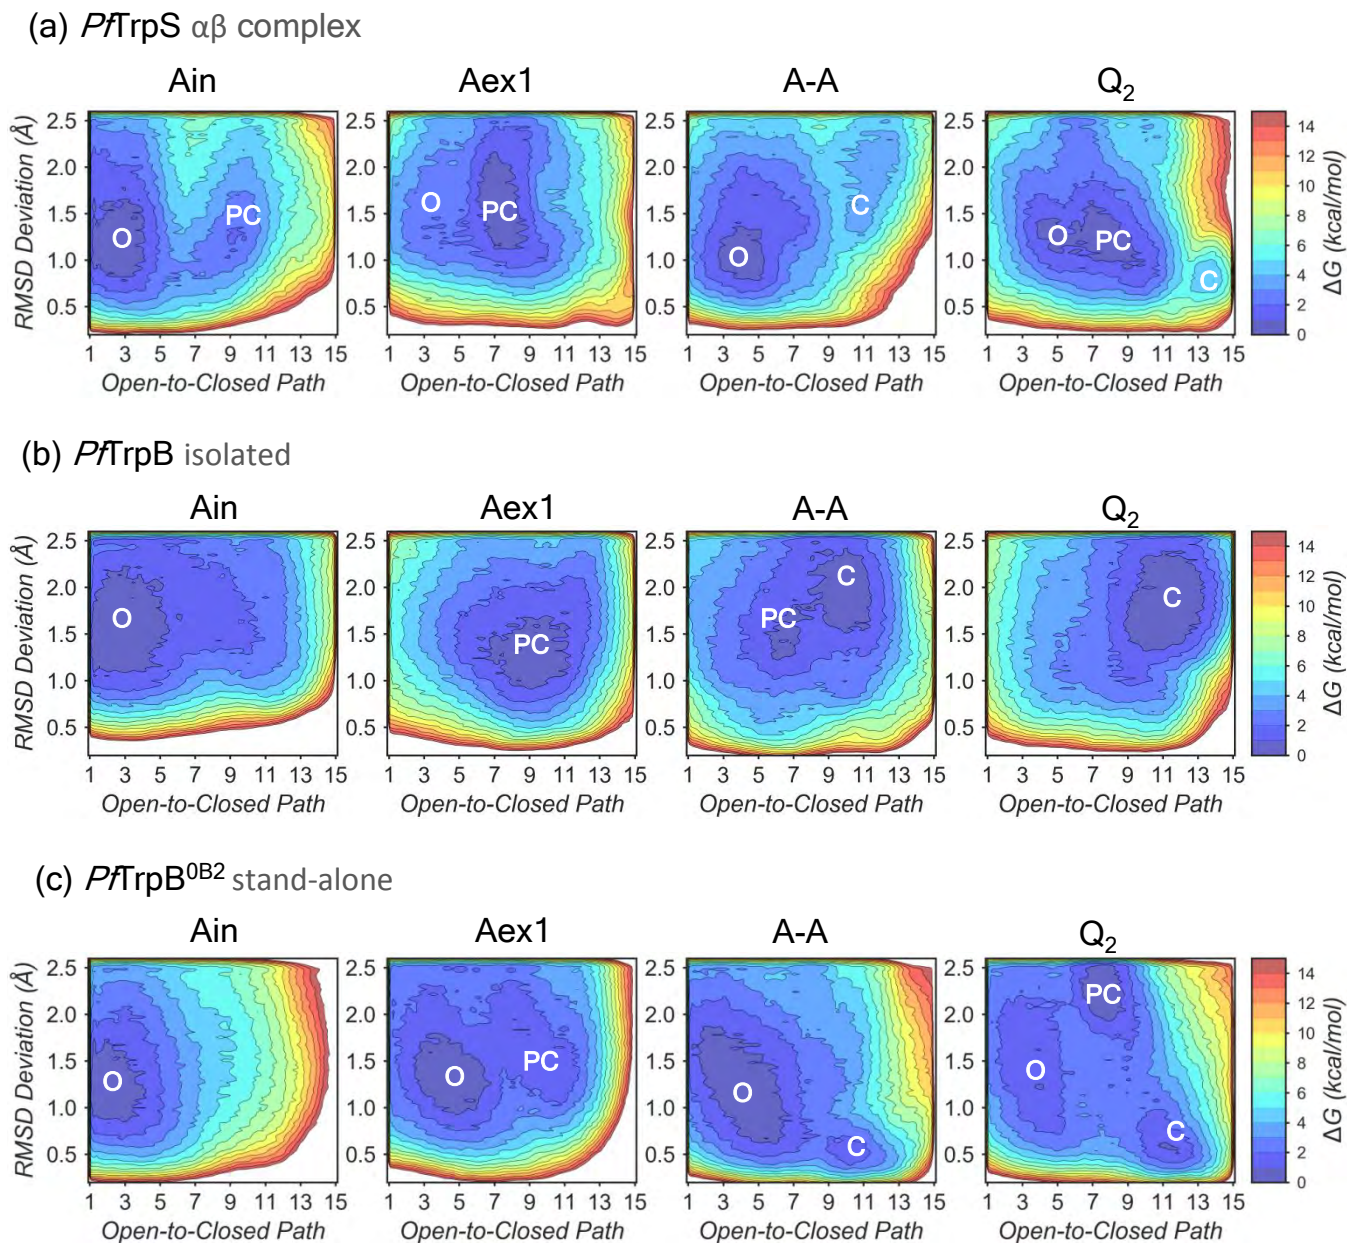 (a) PfTrpS αβ complex
Ain Aex1 A-A Q₂
RMSD Deviation (Å)
2.5 2.0 1.5 1.0 0.5
O PC
O PC
O C
O PC C
14 12 10 8 6 4 2 0
ΔG (kcal/mol)
1 3 5 7 9 11 13 15 1 3 5 7 9 11 13 15 1 3 5 7 9 11 13 15 1 3 5 7 9 11 13 15
Open-to-Closed Path Open-to-Closed Path Open-to-Closed Path Open-to-Closed Path
(b) PfTrpB isolated
Ain Aex1 A-A Q₂
RMSD Deviation (Å)
2.5 2.0 1.5 1.0 0.5
O
PC
PC C
C
14 12 10 8 6 4 2 0
ΔG (kcal/mol)
1 3 5 7 9 11 13 15 1 3 5 7 9 11 13 15 1 3 5 7 9 11 13 15 1 3 5 7 9 11 13 15
Open-to-Closed Path Open-to-Closed Path Open-to-Closed Path Open-to-Closed Path
(c) PfTrpB⁰ᴮ² stand-alone
Ain Aex1 A-A Q₂
RMSD Deviation (Å)
2.5 2.0 1.5 1.0 0.5
O
O PC
O C
O PC C
14 12 10 8 6 4 2 0
ΔG (kcal/mol)
1 3 5 7 9 11 13 15 1 3 5 7 9 11 13 15 1 3 5 7 9 11 13 15 1 3 5 7 9 11 13 15
Open-to-Closed Path Open-to-Closed Path Open-to-Closed Path Open-to-Closed Path